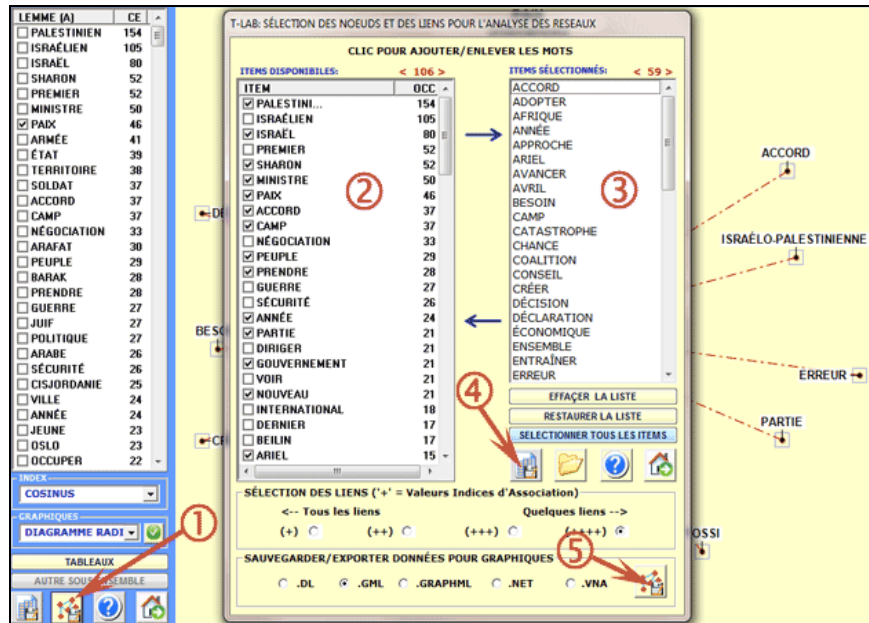 LEMME (A) CE
PALESTINIEN 154
ISRAÉLIEN 105
ISRAËL 80
SHARON 52
PREMIER 52
MINISTRE 50
PAIX 46
ARMÉE 41
ÉTAT 39
TERRITOIRE 38
SOLDAT 37
ACCORD 37
CAMP 37
NÉGOCIATION 33
ARAFAT 30
PEUPLE 29
BARAK 28
PRENDRE 28
GUERRE 27
JUIF 27
POLITIQUE 27
ARABE 26
SÉCURITÉ 26
CISJORDANIE 25
VILLE 24
ANNÉE 24
JEUNE 23
OSLO 23
OCCUPER 22
INDEX
COSINUS
GRAPHIQUES
DIAGRAMME RADI
TABLEAUX
AUTRE SOUS ENSEMBLE
1
T-LAB: SÉLECTION DES NOEUDS ET DES LIENS POUR L'ANALYSE DES RESEAUX
CLIC POUR AJOUTER/ENLEVER LES MOTS
ITEMS DISPONIBILES: < 106 >
ITEM OCC
PALESTINI... 154
ISRAÉLIEN 105
ISRAËL 80
PREMIER 52
SHARON 52
MINISTRE 50
PAIX 46
ACCORD 37
CAMP 37
NÉGOCIATION 33
PEUPLE 29
PRENDRE 28
GUERRE 27
SÉCURITÉ 26
ANNÉE 24
PARTIE 21
DIRIGER 21
GOUVERNEMENT 21
VOIR 21
NOUVEAU 21
INTERNATIONAL 18
DERNIER 17
BEILIN 17
ARIEL 15
2
ITEMS SÉLECTIONNÉS: < 59 >
ACCORD
ADOPTER
AFRIQUE
ANNÉE
APPROCHE
ARIEL
AVANCER
AVRIL
BESOIN
CAMP
CATASTROPHE
CHANCE
COALITION
CONSEIL
CRÉER
DÉCISION
DÉCLARATION
ÉCONOMIQUE
ENSEMBLE
ENTRAÎNER
ERREUR
3
EFFAÇER LA LISTE
RESTAURER LA LISTE
SELECTIONNER TOUS LES ITEMS
4
SÉLECTION DES LIENS ('+' = Valeurs Indices d'Association)
<-- Tous les liens Quelques liens -->
(+) (++) (+++) (++++)
5
SAUVEGARDER/EXPORTER DONNÉES POUR GRAPHIQUES
.DL .GML .GRAPHML .NET .VNA
ACCORD
ISRAÉLO-PALESTINIENNE
ERREUR
PARTIE
OSSI
DÉ
BESO
CR